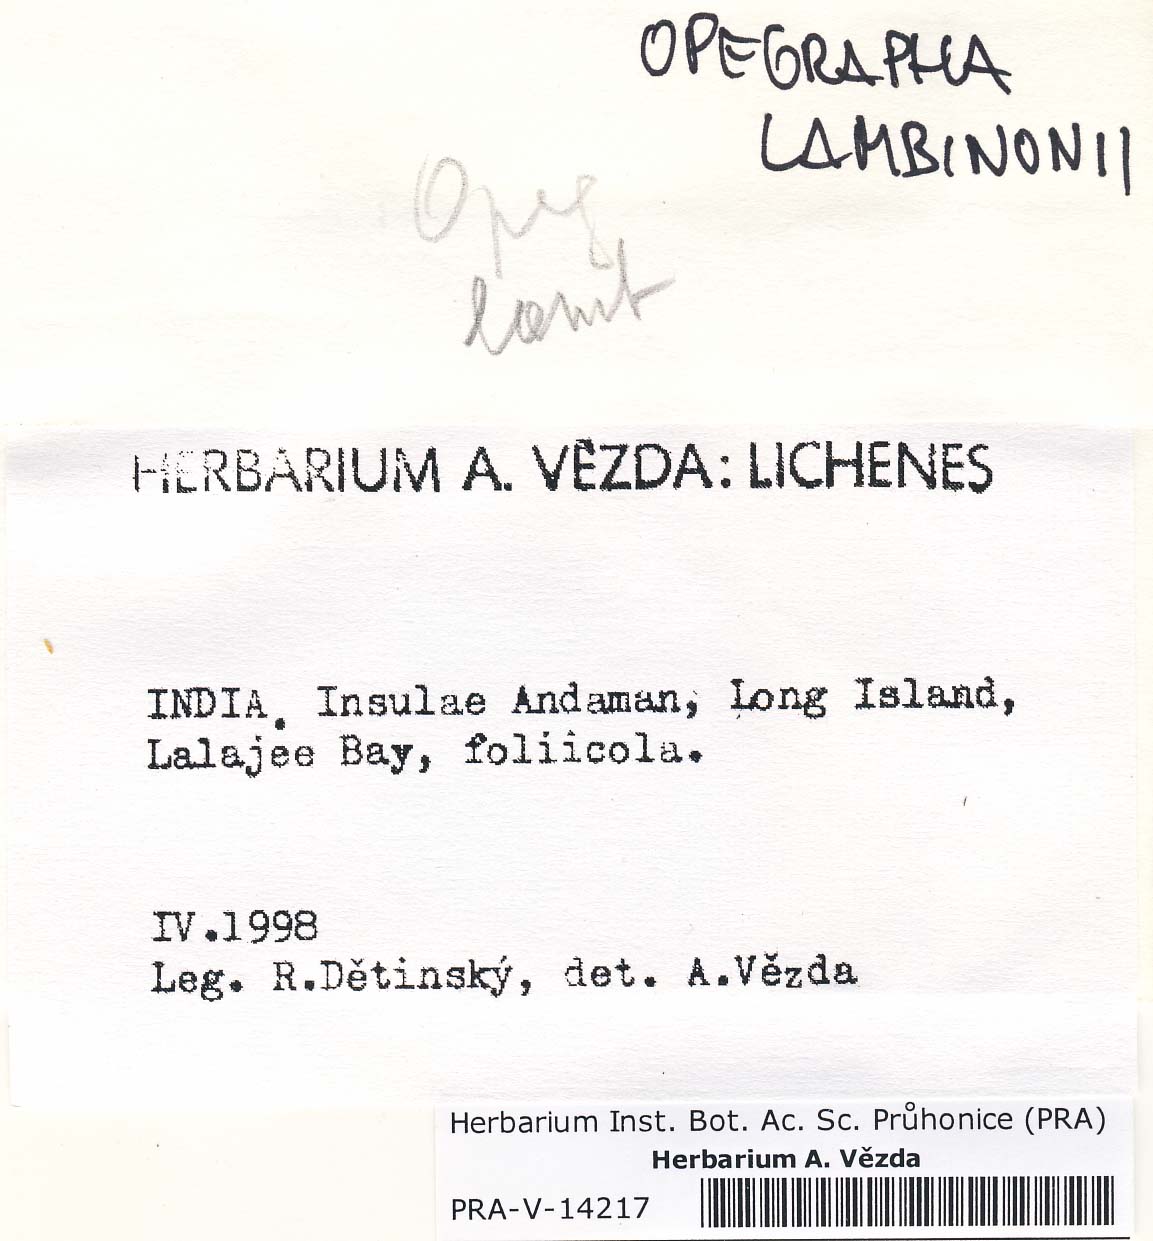 OPEGRAPHA
LAMBINONII
Opeg
lamb
HERBARIUM A. VĚZDA: LICHENES
INDIA. Insulae Andaman, Long Island,
Lalajee Bay, foliicola.
IV.1998
Leg. R.Dětinský, det. A.Vězda
Herbarium Inst. Bot. Ac. Sc. Průhonice (PRA)
Herbarium A. Vězda
PRA-V-14217